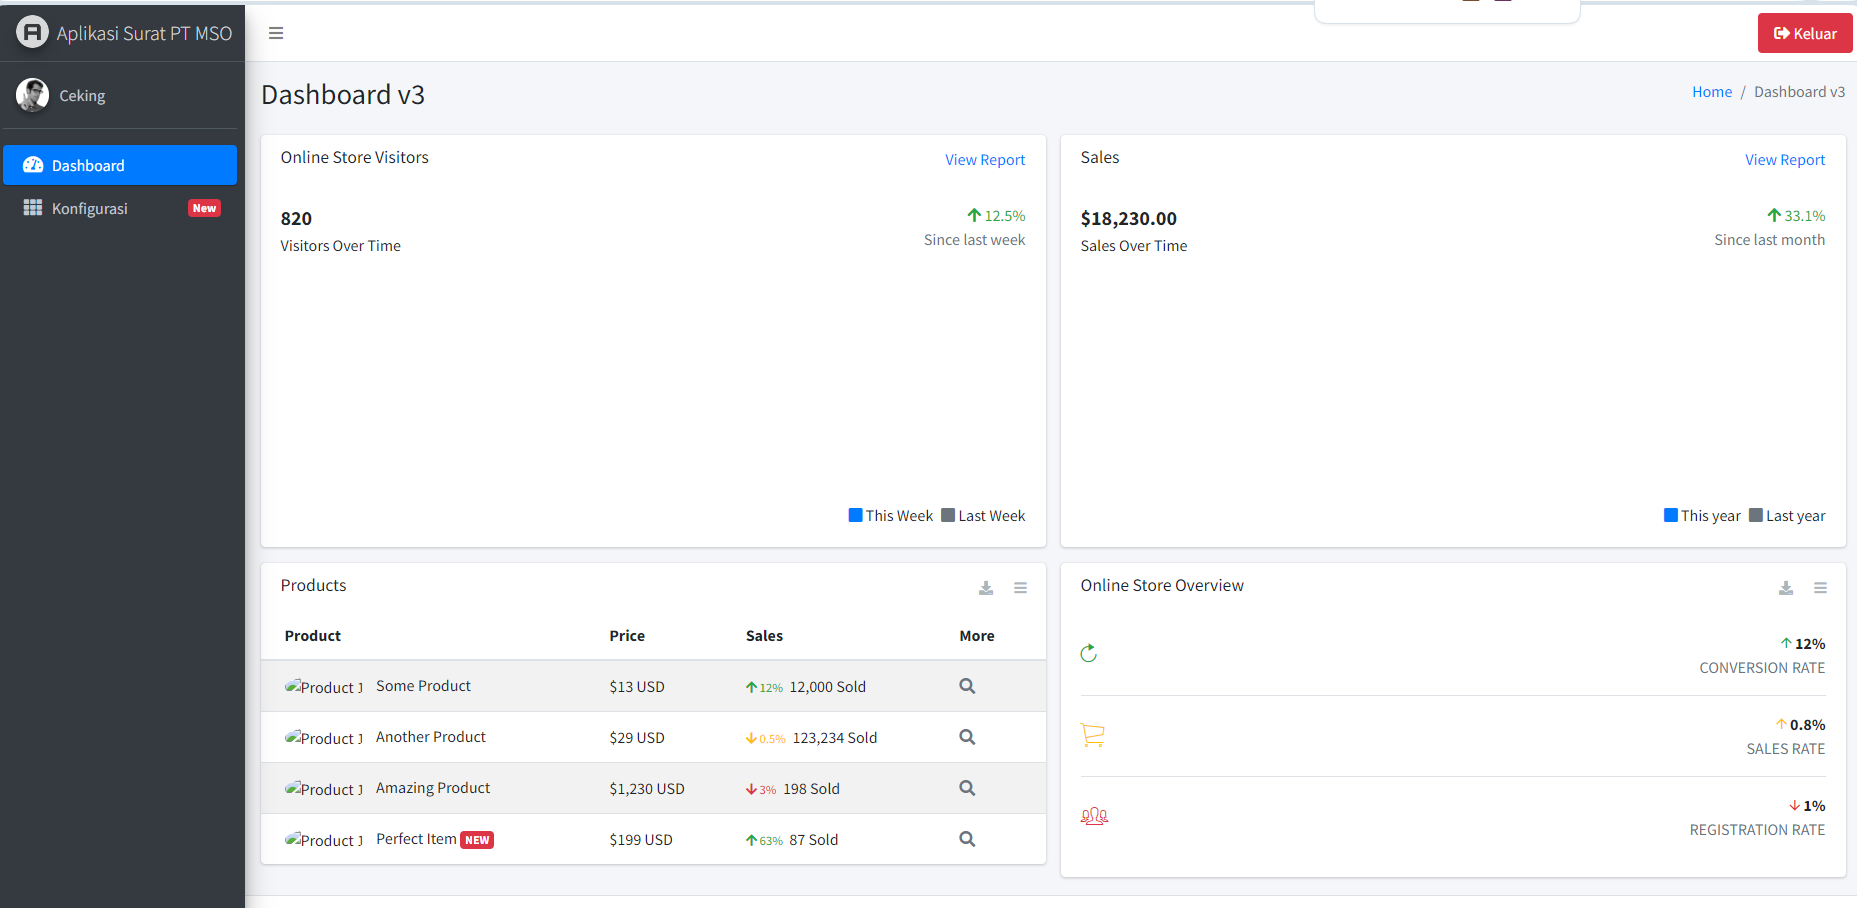 Aplikasi Surat PT MSO
Keluar
Ceking
Dashboard
Konfigurasi New
Dashboard v3
Home / Dashboard v3
Online Store Visitors
View Report
820
Visitors Over Time
12.5%
Since last week
This Week Last Week
Sales
View Report
$18,230.00
Sales Over Time
33.1%
Since last month
This year Last year
Products
Product Price Sales More
Product Some Product $13 USD 12% 12,000 Sold
Product Another Product $29 USD 0.5% 123,234 Sold
Product Amazing Product $1,230 USD 3% 198 Sold
Product Perfect Item NEW $199 USD 63% 87 Sold
Online Store Overview
12%
CONVERSION RATE
0.8%
SALES RATE
1%
REGISTRATION RATE